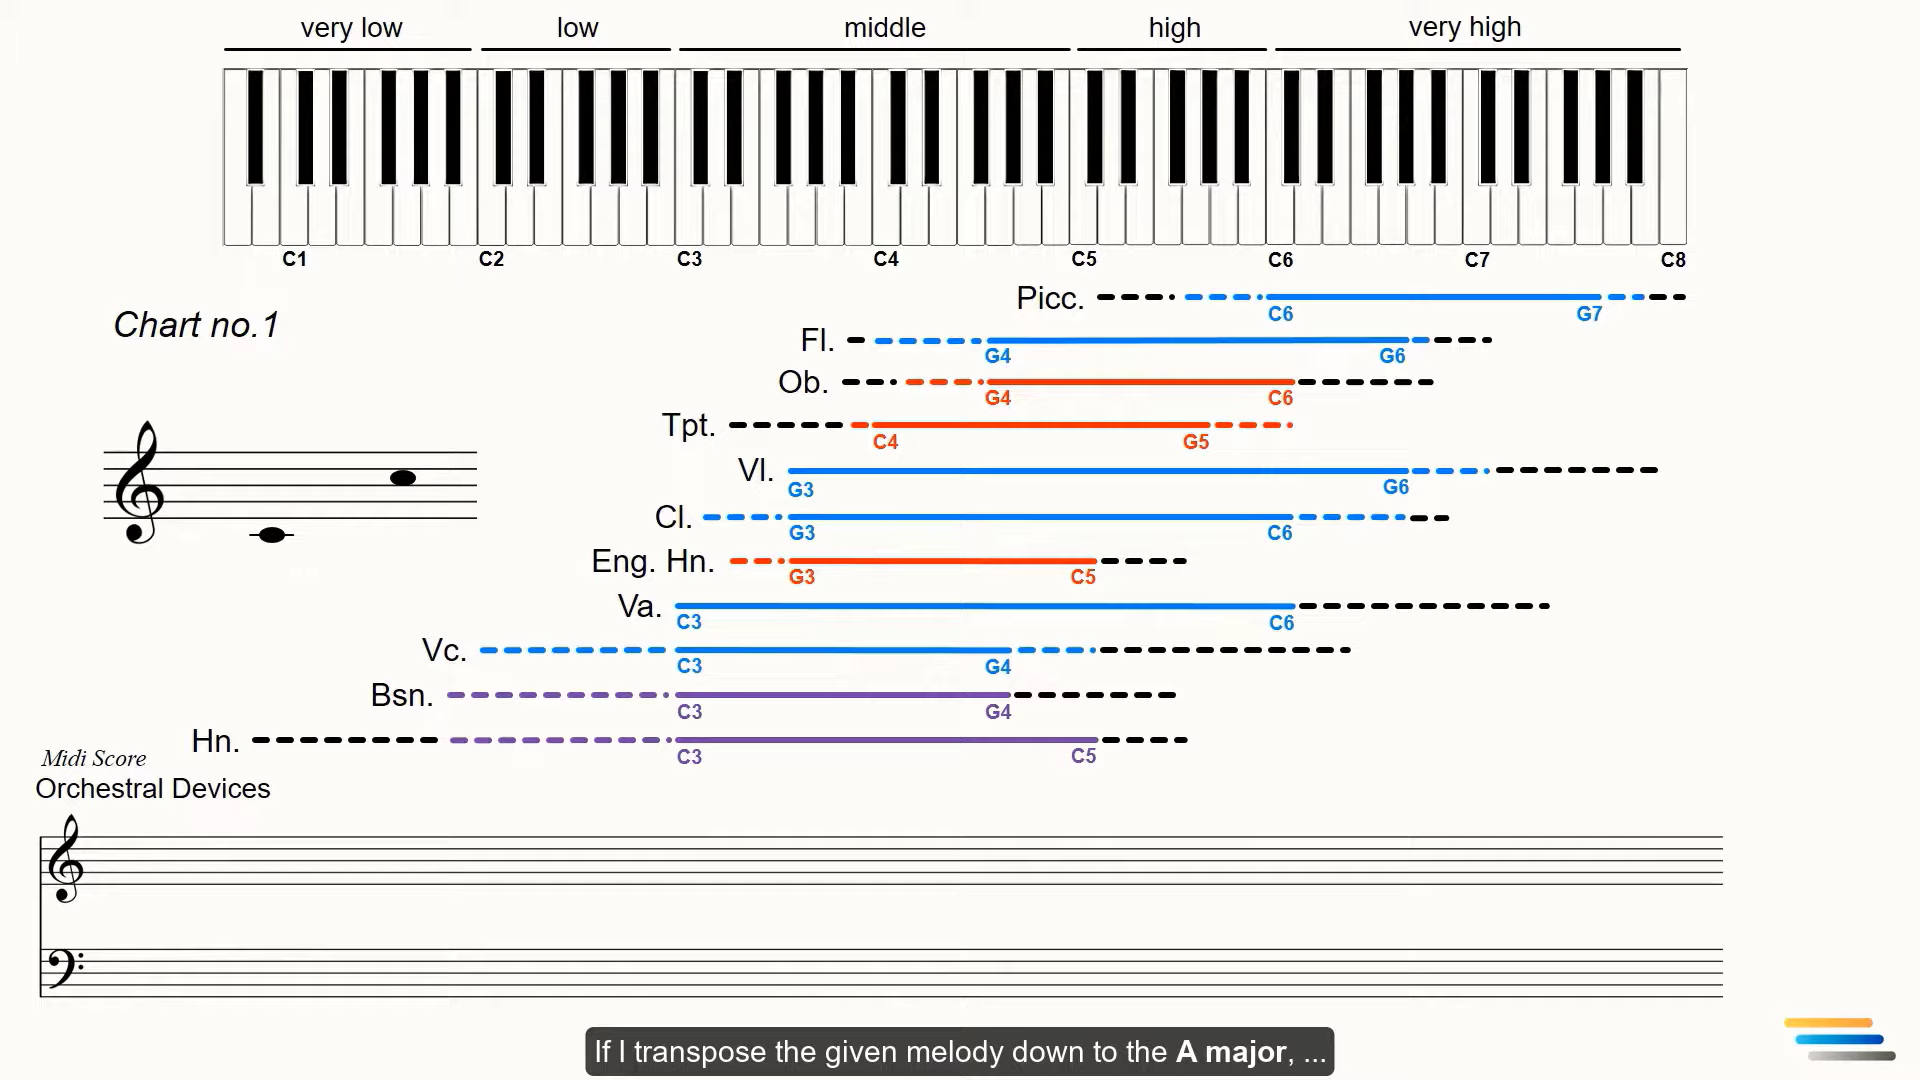 very low low middle high very high
C1 C2 C3 C4 C5 C6 C7 C8
Picc.
C6 G7
Chart no.1
Fl.
G4 G6
Ob.
G4 C6
Tpt.
C4 G5
Vl.
G3 G6
Cl.
G3 C6
Eng. Hn.
G3 C5
Va.
C3 C6
Vc.
C3 G4
Bsn.
C3 G4
Hn.
C3 C5
Midi Score
Orchestral Devices
If I transpose the given melody down to the A major, ...